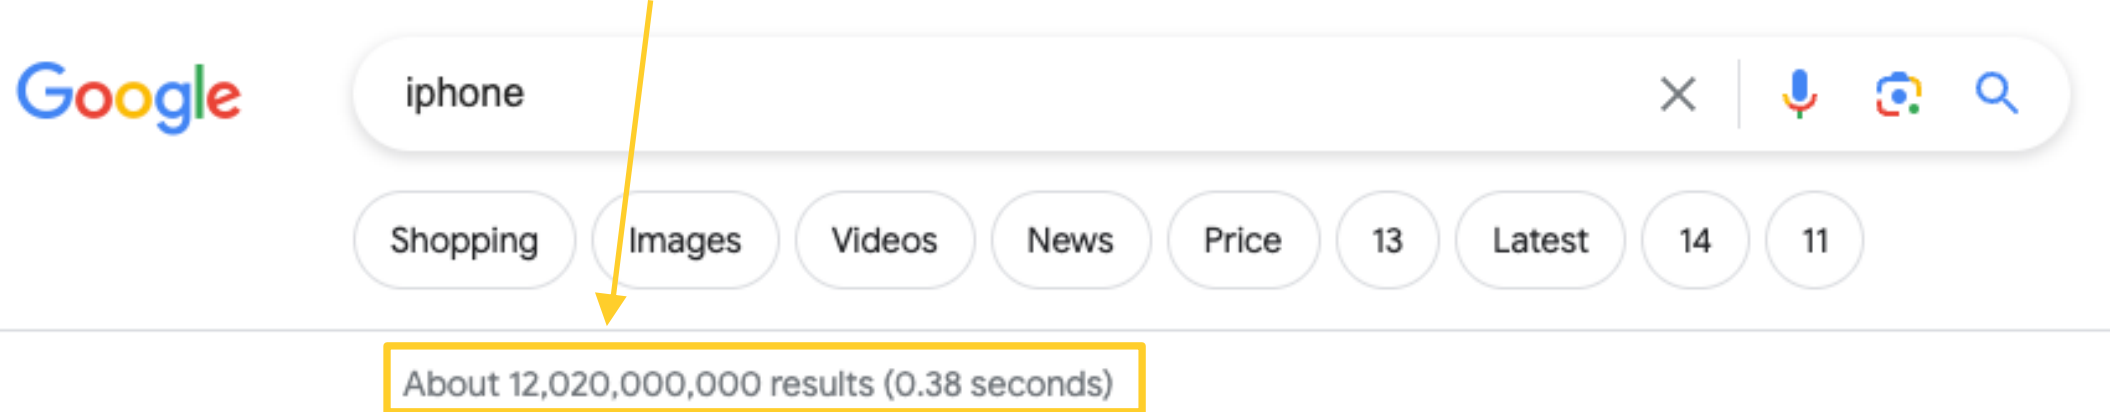 Google
iphone
Shopping Images Videos News Price 13 Latest 14 11
About 12,020,000,000 results (0.38 seconds)